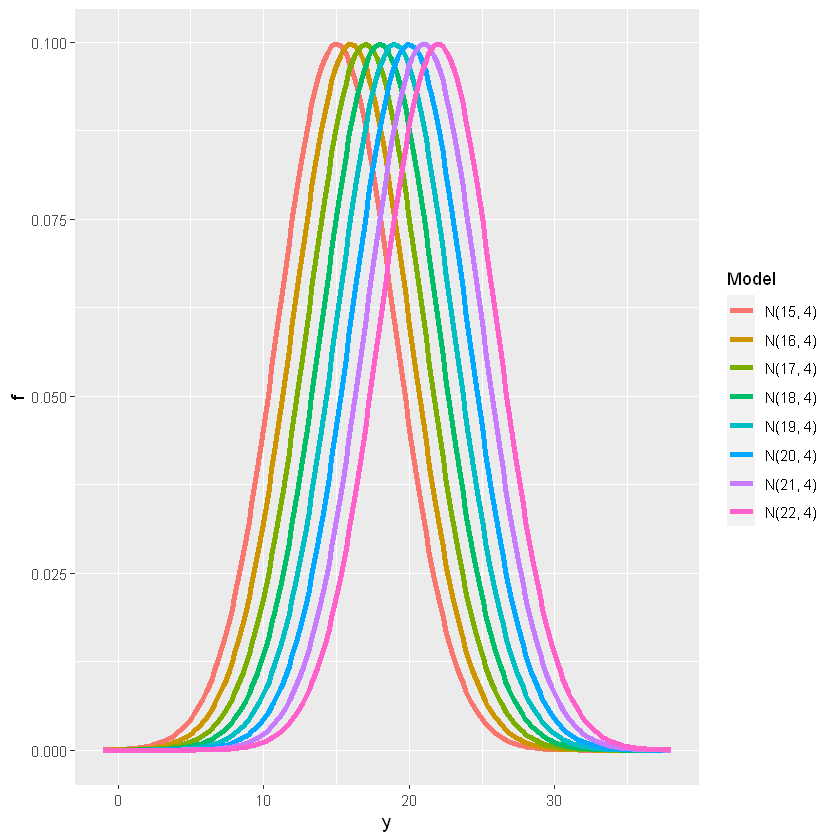 0.100
0.075
0.050
0.025
0.000
f
0
10
20
30
y
Model
N(15, 4)
N(16, 4)
N(17, 4)
N(18, 4)
N(19, 4)
N(20, 4)
N(21, 4)
N(22, 4)